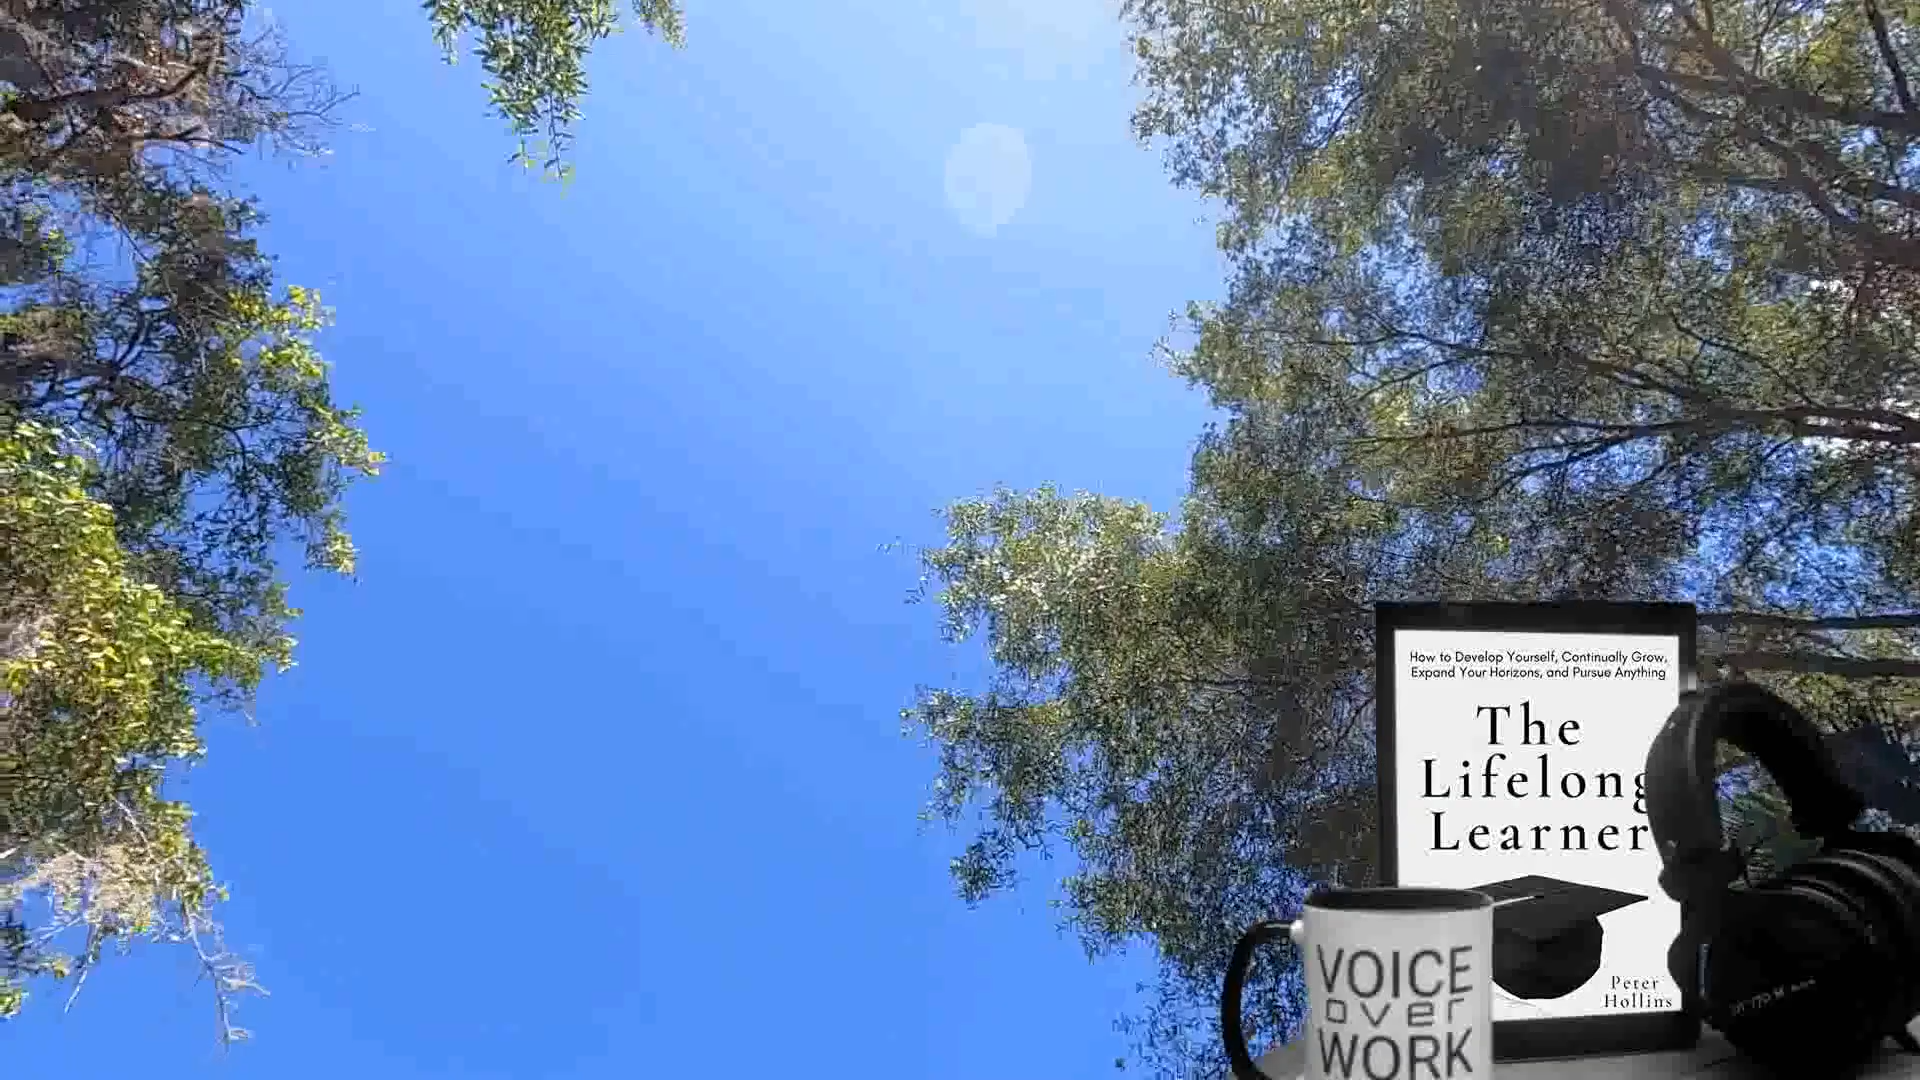 How to Develop Yourself, Continually Grow,
Expand Your Horizons, and Pursue Anything
The
Lifelong
Learner
Peter
Hollins
VOICE
over
WORK